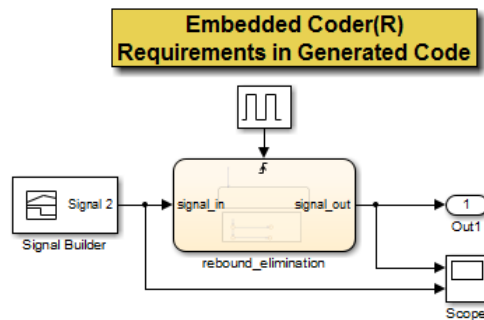 Embedded Coder(R)
Requirements in Generated Code
Signal 2
signal_in
signal_out
1
Out1
Signal Builder
rebound_elimination
Scope